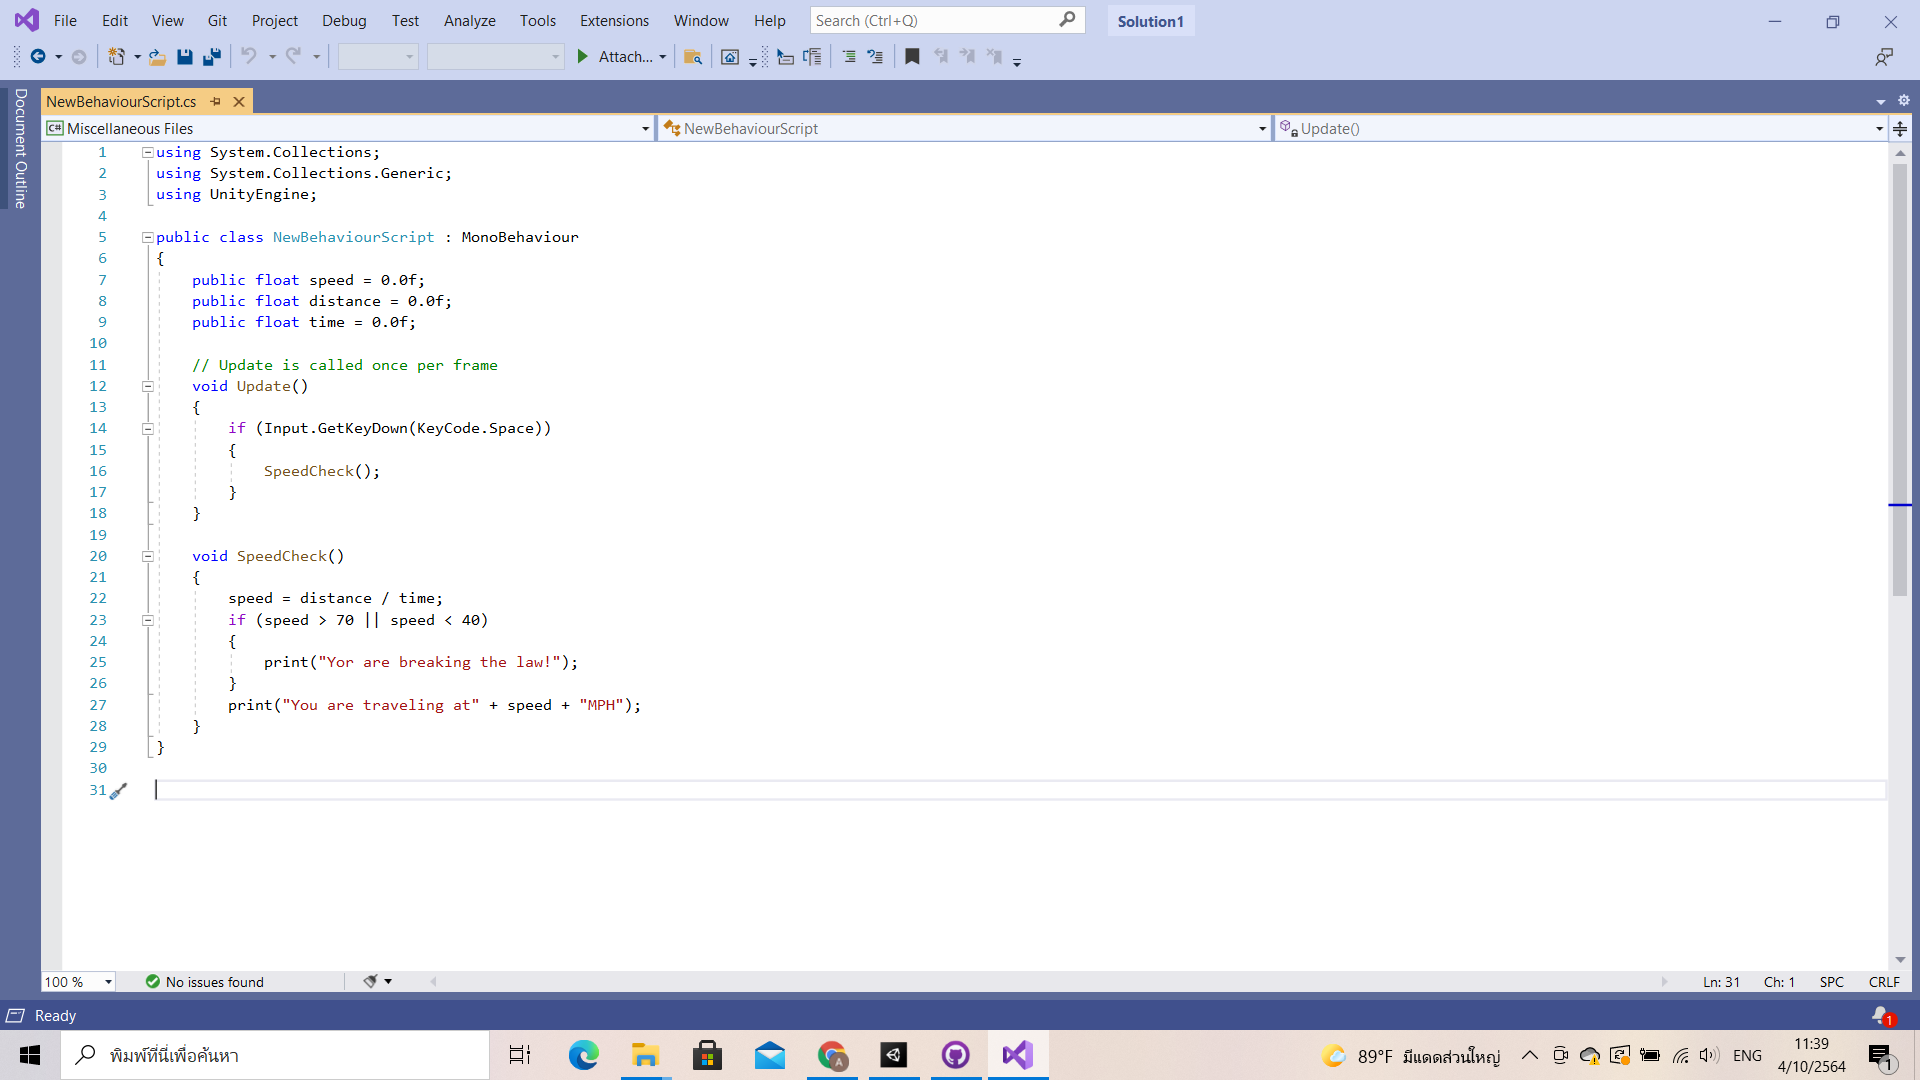 File Edit View Git Project Debug Test Analyze Tools Extensions Window Help Search (Ctrl+Q) Solution1
Attach...
Document Outline
NewBehaviourScript.cs
C# Miscellaneous Files NewBehaviourScript Update()
1 using System.Collections;
2 using System.Collections.Generic;
3 using UnityEngine;
4
5 public class NewBehaviourScript : MonoBehaviour
6 {
7 public float speed = 0.0f;
8 public float distance = 0.0f;
9 public float time = 0.0f;
10
11 // Update is called once per frame
12 void Update()
13 {
14 if (Input.GetKeyDown(KeyCode.Space))
15 {
16 SpeedCheck();
17 }
18 }
19
20 void SpeedCheck()
21 {
22 speed = distance / time;
23 if (speed > 70 || speed < 40)
24 {
25 print("Yor are breaking the law!");
26 }
27 print("You are traveling at" + speed + "MPH");
28 }
29 }
30
31
100 % No issues found Ln: 31 Ch: 1 SPC CRLF
Ready 1
พิมพ์ที่นี่เพื่อค้นหา A 89°F มีแดดส่วนใหญ่ ENG 11:39
4/10/2564 1